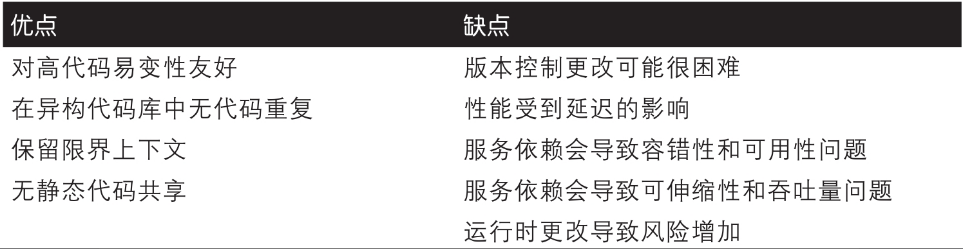 优点 缺点
对高代码易变性友好 版本控制更改可能很困难
在异构代码库中无代码重复 性能受到延迟的影响
保留限界上下文 服务依赖会导致容错性和可用性问题
无静态代码共享 服务依赖会导致可伸缩性和吞吐量问题
运行时更改导致风险增加